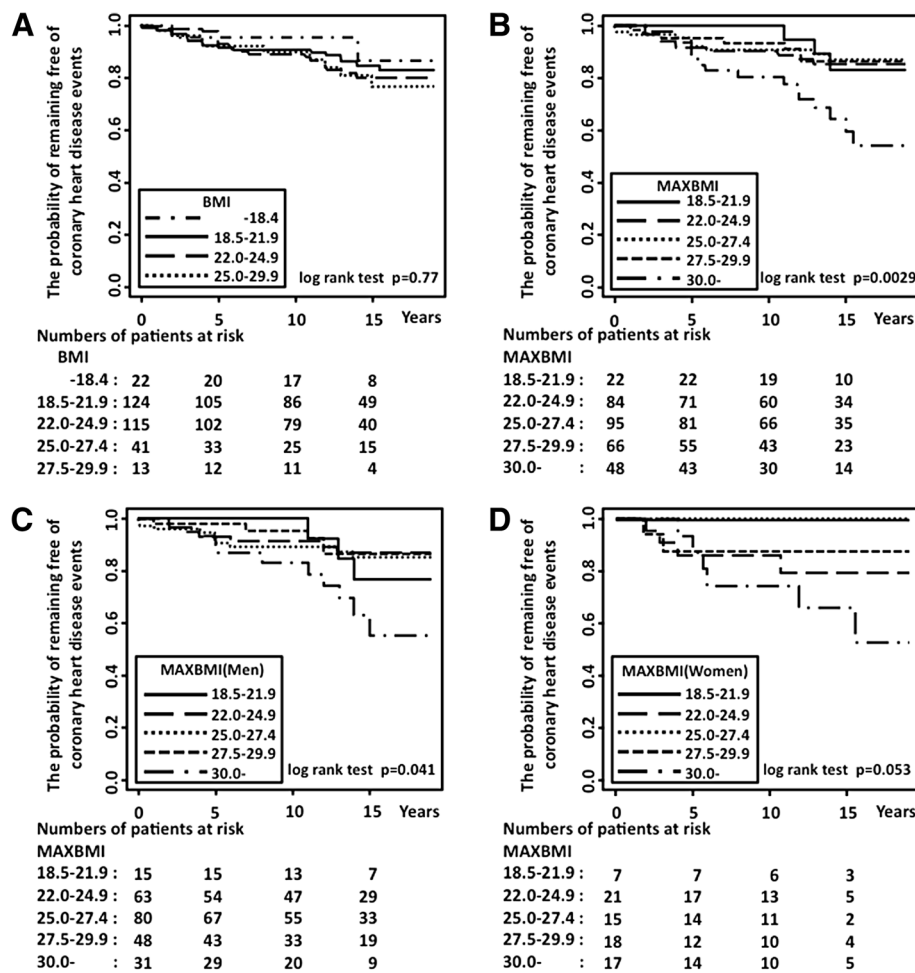 A
The probability of remaining free of
coronary heart disease events
1.0
0.8
0.6
0.4
0.2
0.0
BMI
-18.4
18.5-21.9
22.0-24.9
25.0-29.9
log rank test p=0.77
0 5 10 15 Years
Numbers of patients at risk
BMI
-18.4 : 22 20 17 8
18.5-21.9 : 124 105 86 49
22.0-24.9 : 115 102 79 40
25.0-27.4 : 41 33 25 15
27.5-29.9 : 13 12 11 4
B
The probability of remaining free of
coronary heart disease events
1.0
0.8
0.6
0.4
0.2
0.0
MAXBMI
18.5-21.9
22.0-24.9
25.0-27.4
27.5-29.9
30.0-
log rank test p=0.0029
0 5 10 15 Years
Numbers of patients at risk
MAXBMI
18.5-21.9 : 22 22 19 10
22.0-24.9 : 84 71 60 34
25.0-27.4 : 95 81 66 35
27.5-29.9 : 66 55 43 23
30.0- : 48 43 30 14
C
The probability of remaining free of
coronary heart disease events
1.0
0.8
0.6
0.4
0.2
0.0
MAXBMI(Men)
18.5-21.9
22.0-24.9
25.0-27.4
27.5-29.9
30.0-
log rank test p=0.041
0 5 10 15 Years
Numbers of patients at risk
MAXBMI
18.5-21.9 : 15 15 13 7
22.0-24.9 : 63 54 47 29
25.0-27.4 : 80 67 55 33
27.5-29.9 : 48 43 33 19
30.0- : 31 29 20 9
D
The probability of remaining free of
coronary heart disease events
1.0
0.8
0.6
0.4
0.2
0.0
MAXBMI(Women)
18.5-21.9
22.0-24.9
25.0-27.4
27.5-29.9
30.0-
log rank test p=0.053
0 5 10 15 Years
Numbers of patients at risk
MAXBMI
18.5-21.9 : 7 7 6 3
22.0-24.9 : 21 17 13 5
25.0-27.4 : 15 14 11 2
27.5-29.9 : 18 12 10 4
30.0- : 17 14 10 5